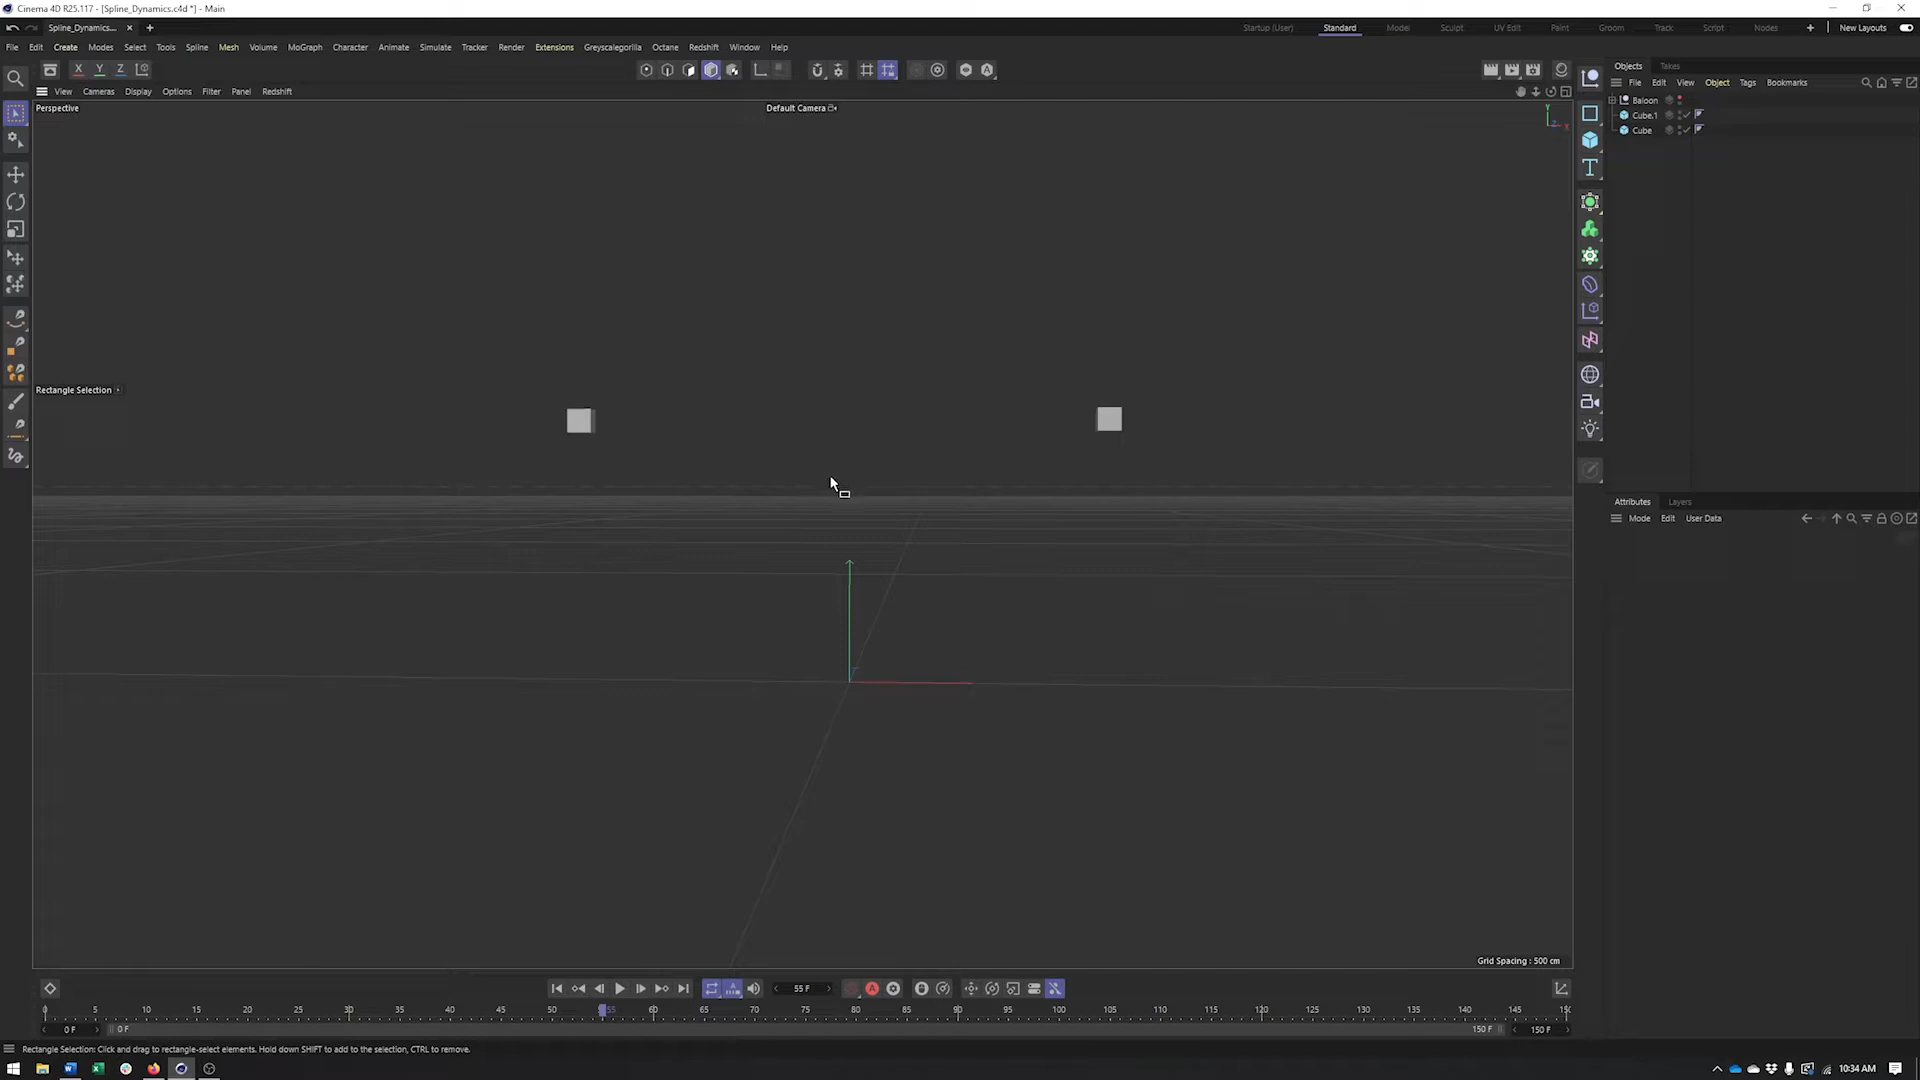 Cinema 4D R25.117 - [Spline_Dynamics.c4d *] - Main
Spline_Dynamics....
Startup (User) Standard Model Sculpt UV Edit Paint Groom Track Script Nodes New Layouts
File Edit Create Modes Select Tools Spline Mesh Volume MoGraph Character Animate Simulate Tracker Render Extensions Greyscalegorilla Octane Redshift Window Help
X Y Z
Objects Takes
File Edit View Object Tags Bookmarks
View Cameras Display Options Filter Panel Redshift
Perspective
Default Camera
Baloon
Cube.1
Cube
Y
X
Rectangle Selection
Attributes Layers
Mode Edit User Data
Grid Spacing : 500 cm
55 F
0 5 10 15 20 25 30 35 40 45 50 55 60 65 70 75 80 85 90 95 100 105 110 115 120 125 130 135 140 145
0 F 0 F 150 F 150 F
Rectangle Selection: Click and drag to rectangle-select elements. Hold down SHIFT to add to the selection, CTRL to remove.
10:34 AM